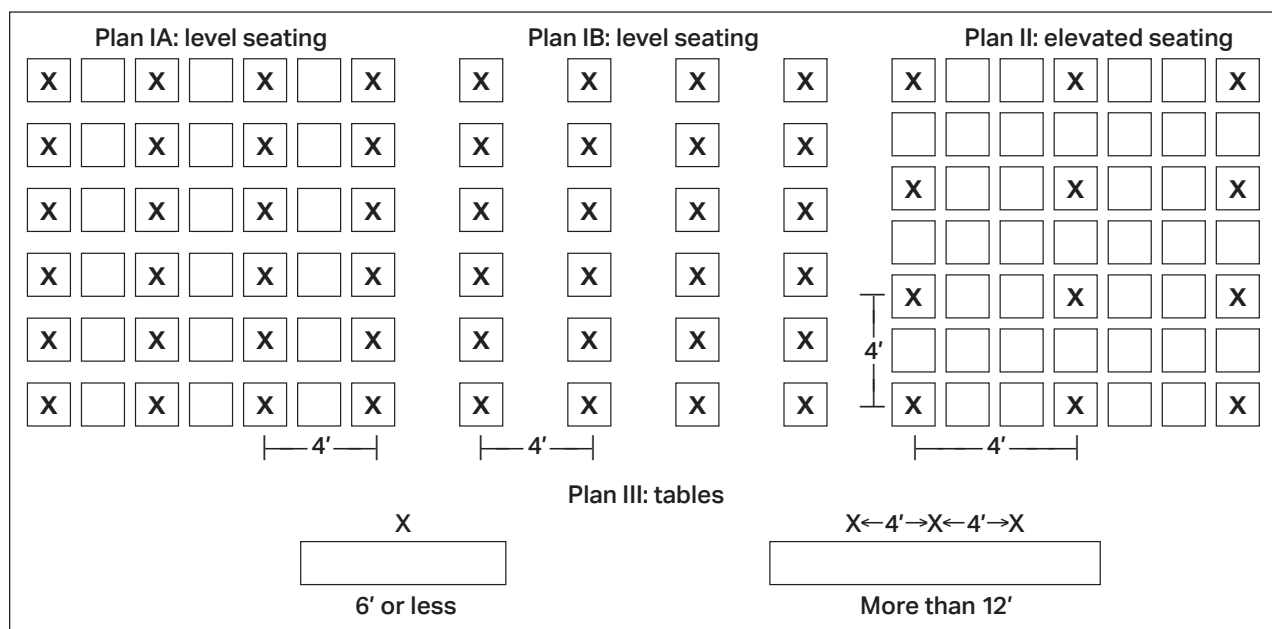 Plan IA: level seating Plan IB: level seating Plan II: elevated seating
X X X X X X X X X X X
X X X X X X X X
X X X X X X X X X X X
X X X X X X X X
X X X X X X X X X X X
4'
X X X X X X X X X X X
4' 4' 4'
Plan III: tables
X X←4'→X←4'→X
6' or less More than 12'